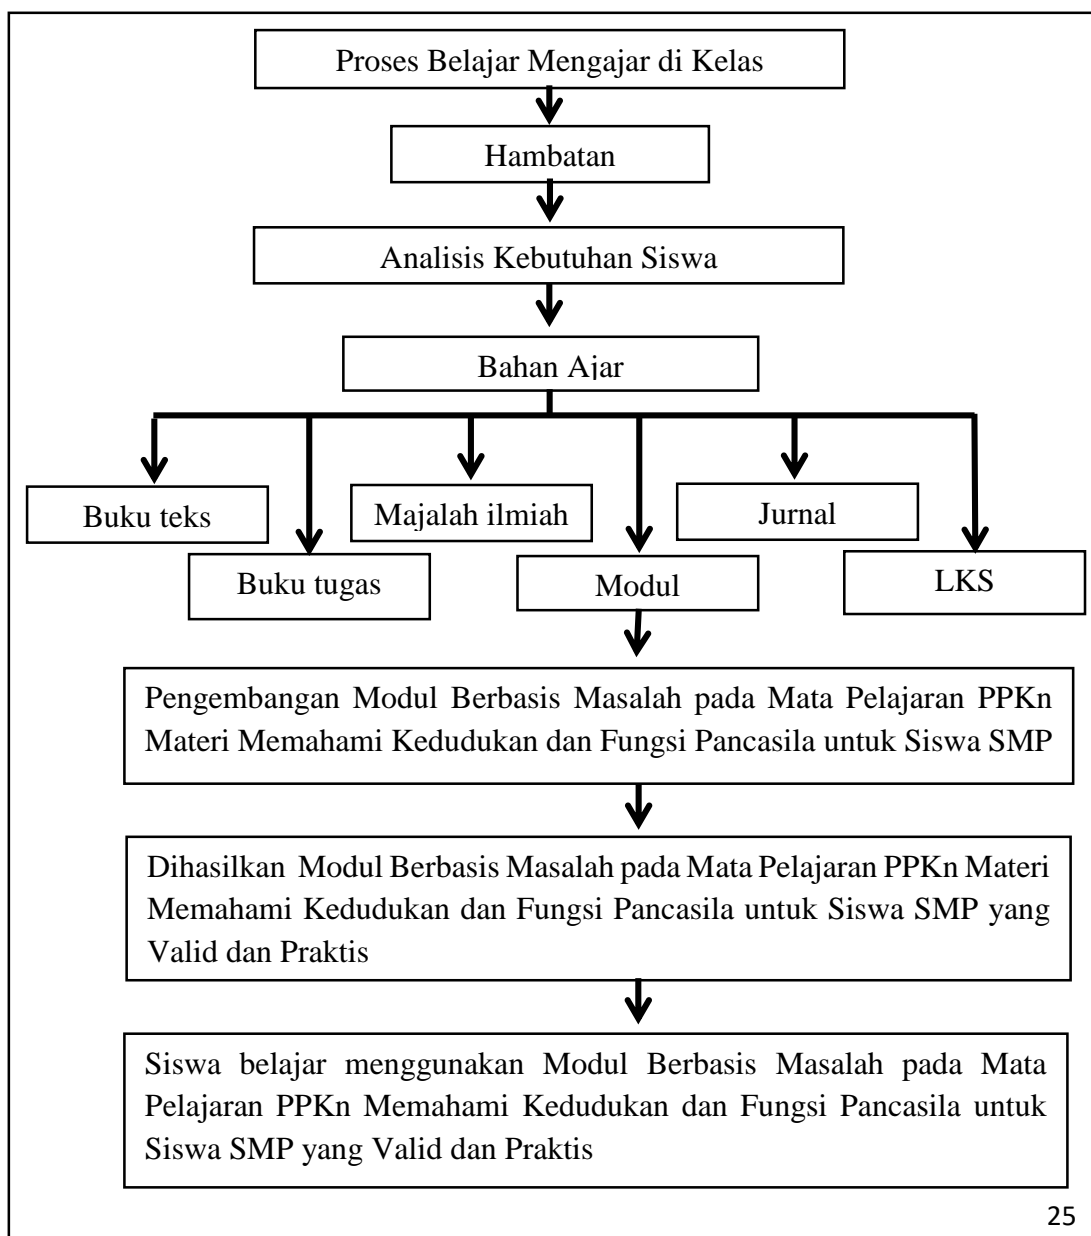 Proses Belajar Mengajar di Kelas
Hambatan
Analisis Kebutuhan Siswa
Bahan Ajar
Buku teks
Majalah ilmiah
Jurnal
Buku tugas
Modul
LKS
Pengembangan Modul Berbasis Masalah pada Mata Pelajaran PPKn
Materi Memahami Kedudukan dan Fungsi Pancasila untuk Siswa SMP
Dihasilkan Modul Berbasis Masalah pada Mata Pelajaran PPKn Materi
Memahami Kedudukan dan Fungsi Pancasila untuk Siswa SMP yang
Valid dan Praktis
Siswa belajar menggunakan Modul Berbasis Masalah pada Mata
Pelajaran PPKn Memahami Kedudukan dan Fungsi Pancasila untuk
Siswa SMP yang Valid dan Praktis
25